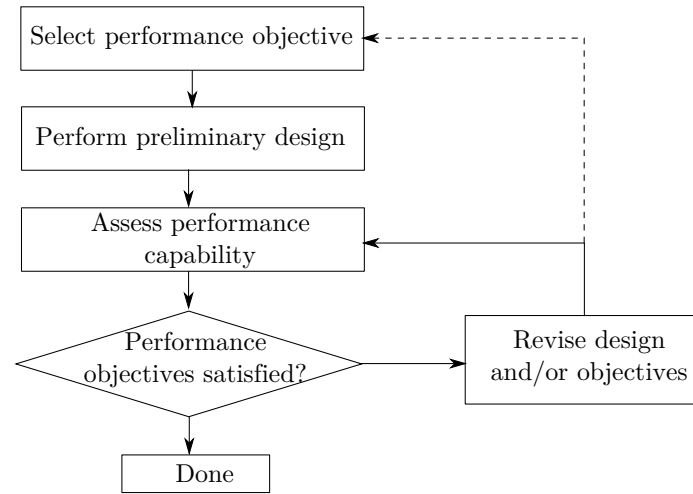 Select performance objective
Perform preliminary design
Assess performance
capability
Performance
objectives satisfied?
Revise design
and/or objectives
Done